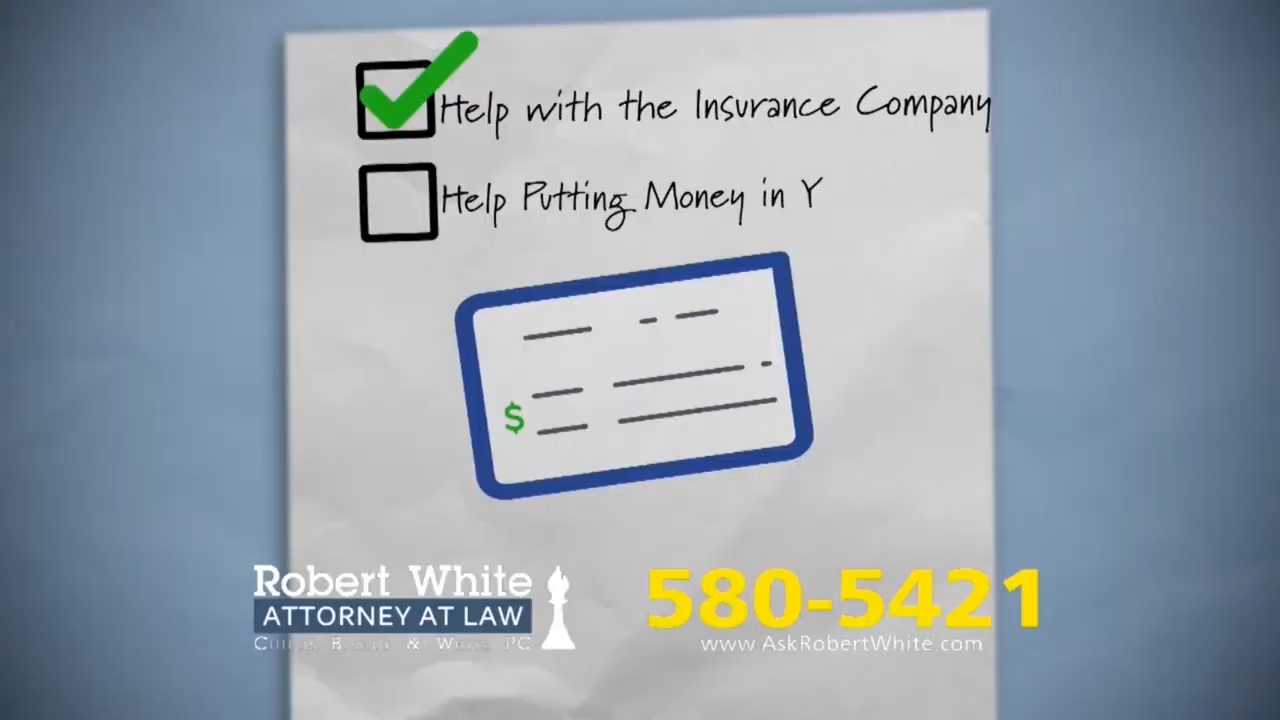 Help with the Insurance Company
Help Putting Money in Y
$
Robert White
ATTORNEY AT LAW
& PC
580-5421
www.AskRobertWhite.com